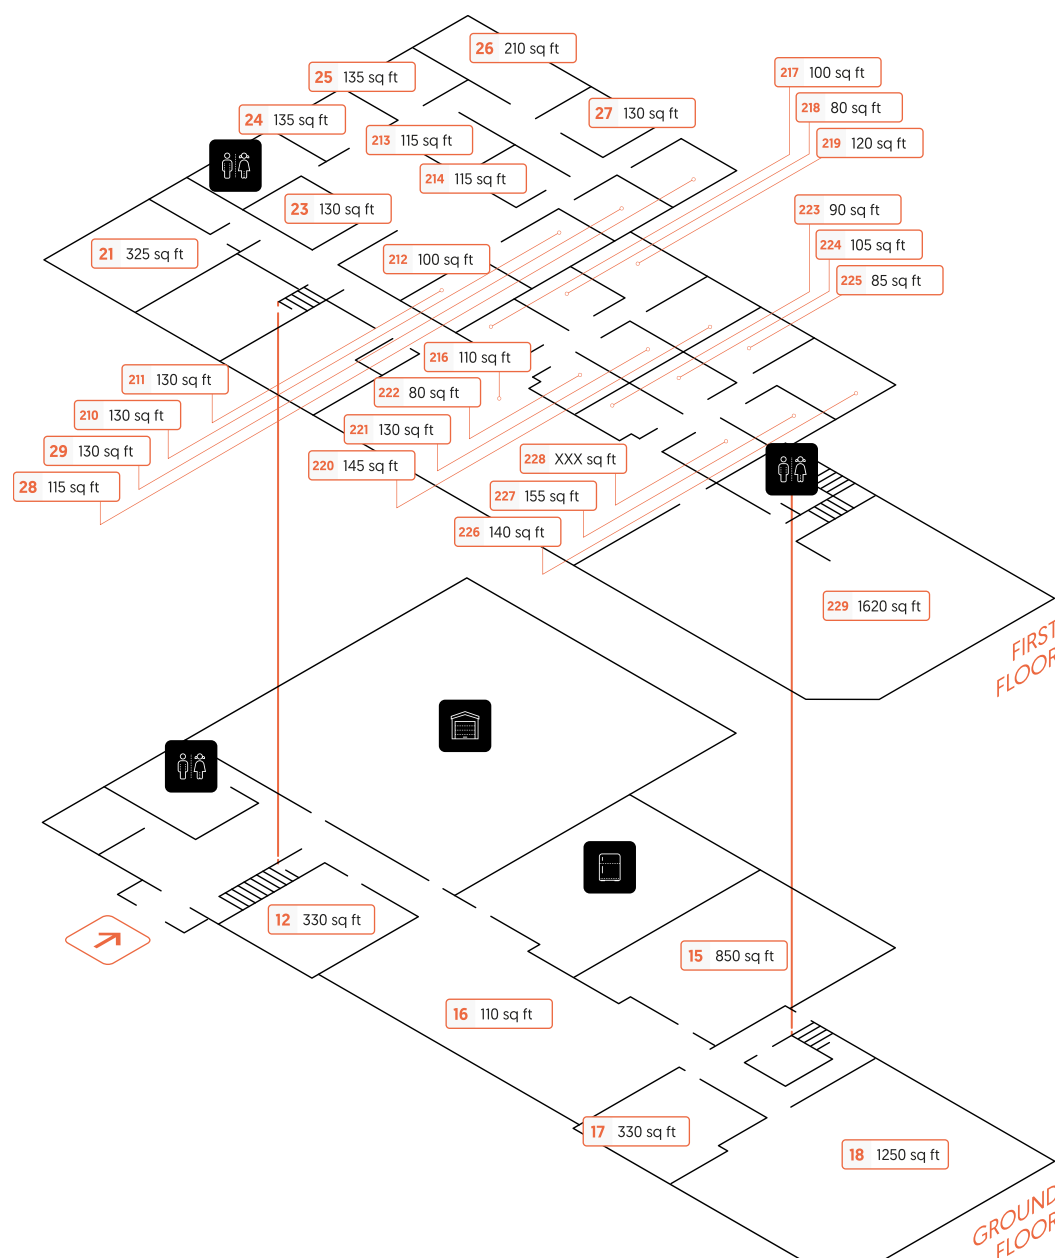 26 210 sq ft
25 135 sq ft
217 100 sq ft
218 80 sq ft
27 130 sq ft
24 135 sq ft
213 115 sq ft
219 120 sq ft
214 115 sq ft
23 130 sq ft
223 90 sq ft
21 325 sq ft
212 100 sq ft
224 105 sq ft
225 85 sq ft
216 110 sq ft
211 130 sq ft
222 80 sq ft
210 130 sq ft
221 130 sq ft
29 130 sq ft
220 145 sq ft
228 XXX sq ft
28 115 sq ft
227 155 sq ft
226 140 sq ft
229 1620 sq ft
FIRST
FLOOR
12 330 sq ft
15 850 sq ft
16 110 sq ft
17 330 sq ft
18 1250 sq ft
GROUND
FLOOR